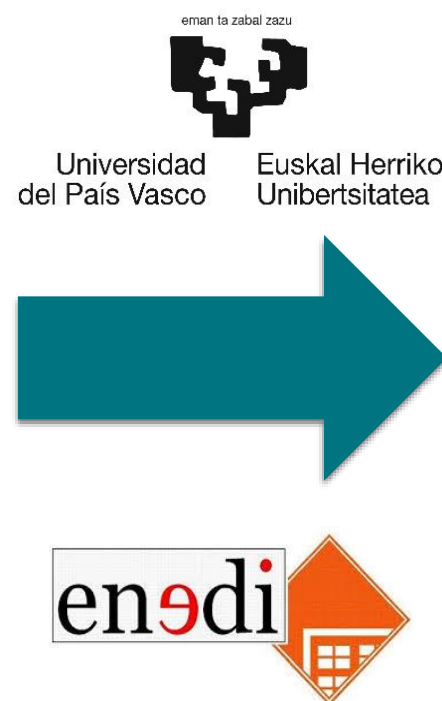 eman ta zabal zazu
Universidad
del País Vasco
Euskal Herriko
Unibertsitatea
enedi